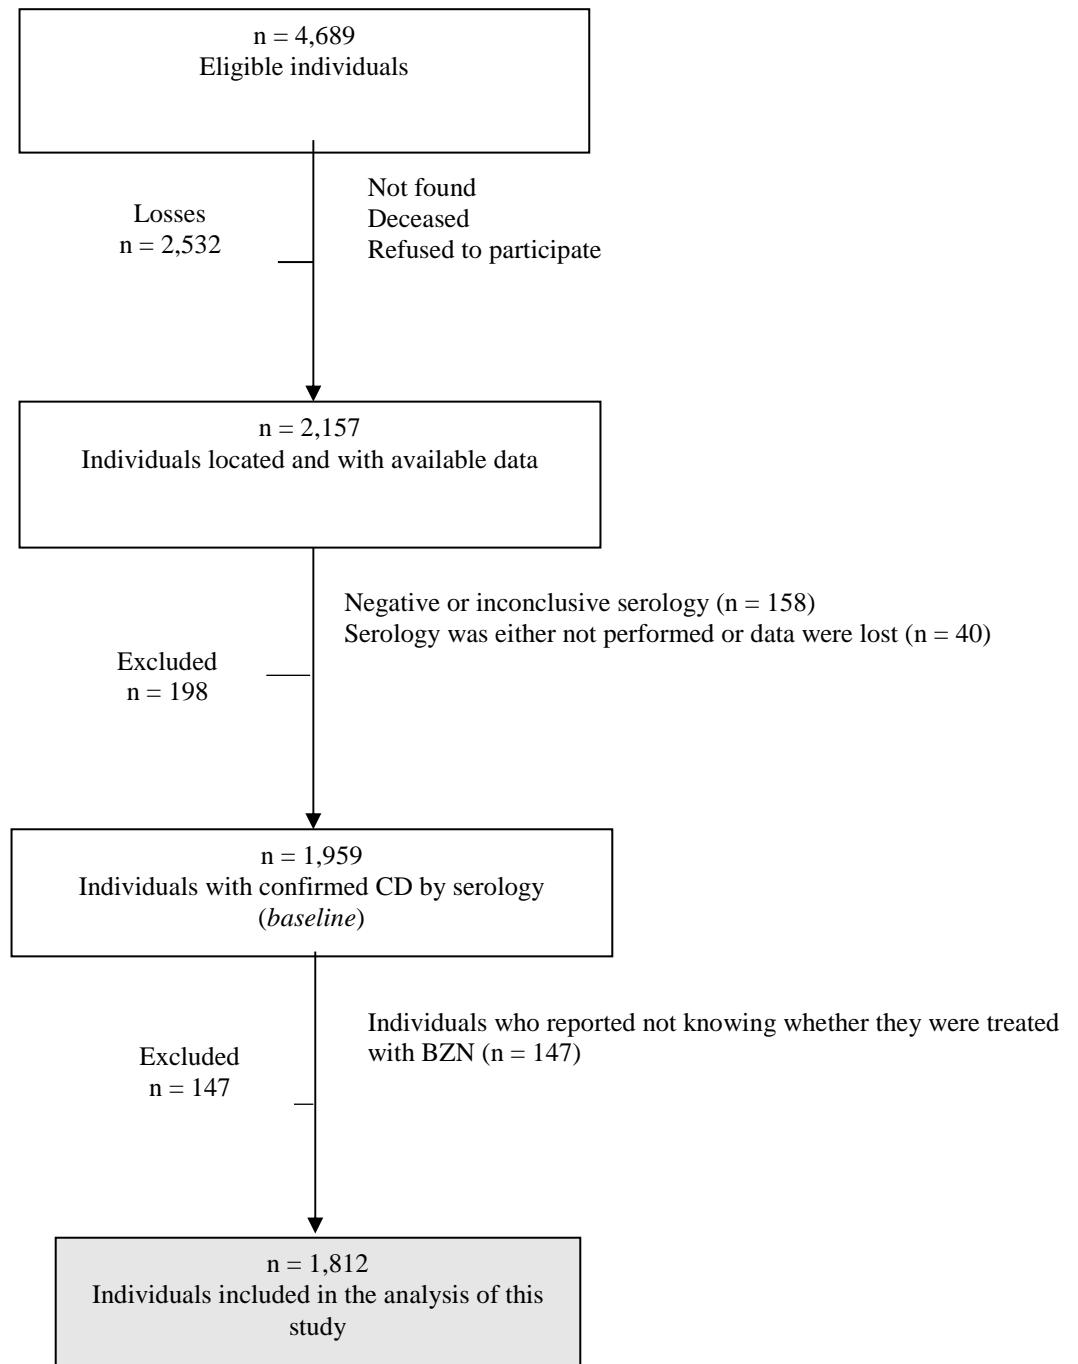 n = 4,689
Eligible individuals
Losses
n = 2,532
Not found
Deceased
Refused to participate
n = 2,157
Individuals located and with available data
Negative or inconclusive serology (n = 158)
Serology was either not performed or data were lost (n = 40)
Excluded
n = 198
n = 1,959
Individuals with confirmed CD by serology
(baseline)
Individuals who reported not knowing whether they were treated
with BZN (n = 147)
Excluded
n = 147
n = 1,812
Individuals included in the analysis of this
study